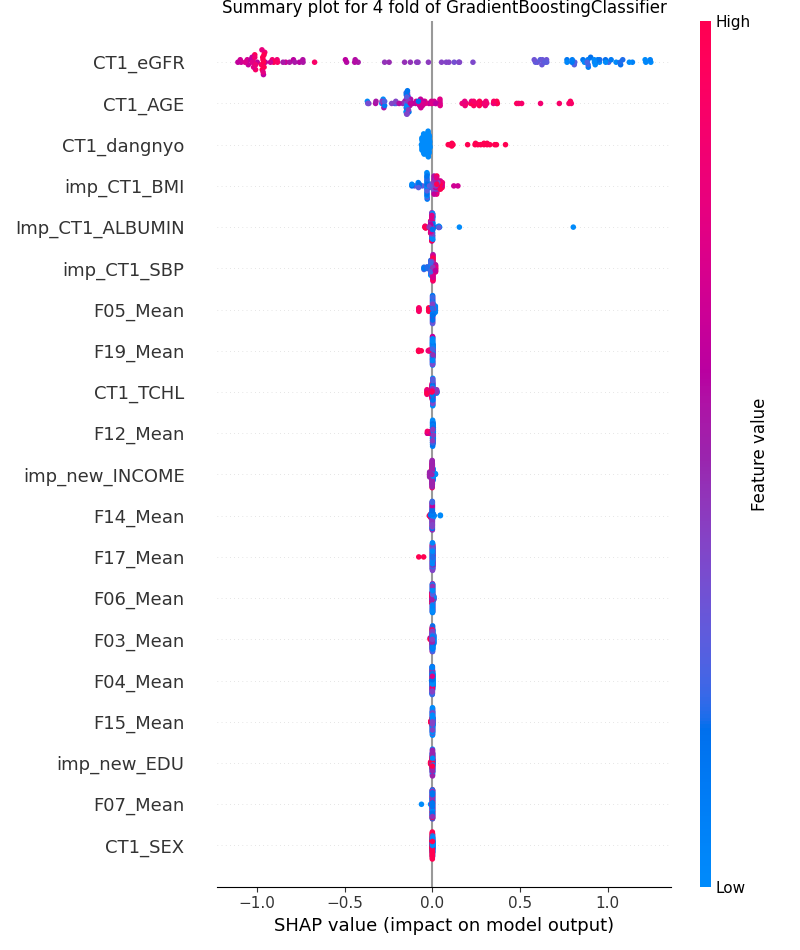 Summary plot for 4 fold of GradientBoostingClassifier
High
CT1_eGFR
CT1_AGE
CT1_dangnyo
imp_CT1_BMI
Imp_CT1_ALBUMIN
imp_CT1_SBP
F05_Mean
F19_Mean
CT1_TCHL
F12_Mean
imp_new_INCOME
F14_Mean
F17_Mean
F06_Mean
F03_Mean
F04_Mean
F15_Mean
imp_new_EDU
F07_Mean
CT1_SEX
Feature value
Low
−1.0 −0.5 0.0 0.5 1.0
SHAP value (impact on model output)